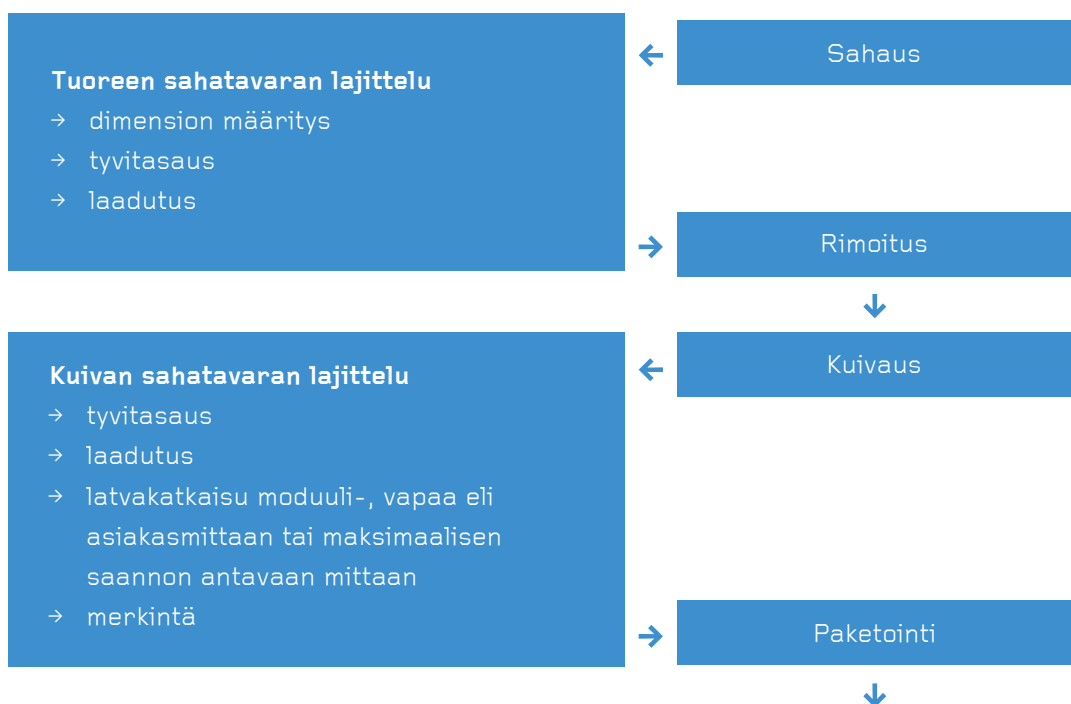 Sahaus
Tuoreen sahatavaran lajittelu
→ dimension määritys
→ tyvitasaus
→ laadutus
Rimoitus
Kuivaus
Kuivan sahatavaran lajittelu
→ tyvitasaus
→ laadutus
→ latvakatkaisu moduuli-, vapaa eli
asiakasmittaan tai maksimaalisen
saannon antavaan mittaan
→ merkintä
Paketointi